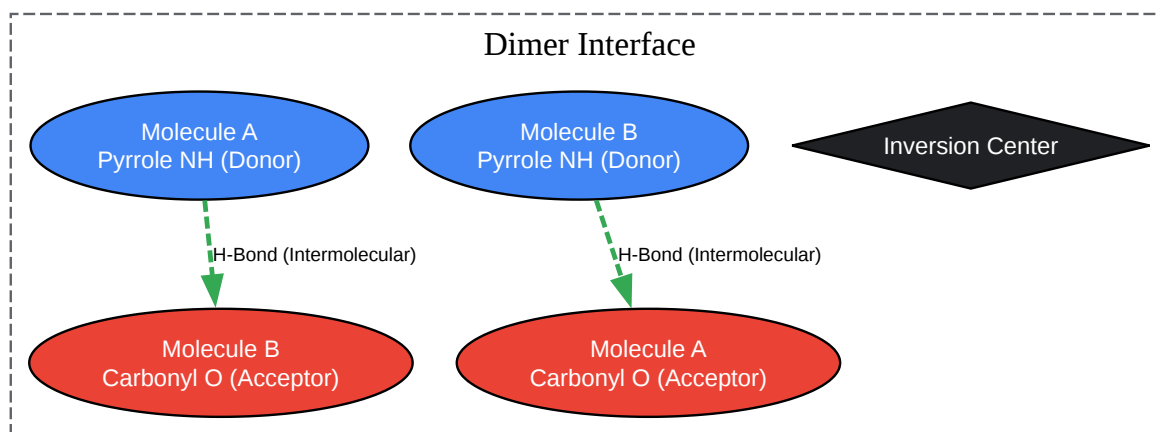 Dimer Interface
Molecule A
Pyrrole NH (Donor)
Molecule B
Pyrrole NH (Donor)
Inversion Center
H-Bond (Intermolecular)
H-Bond (Intermolecular)
Molecule B
Carbonyl O (Acceptor)
Molecule A
Carbonyl O (Acceptor)